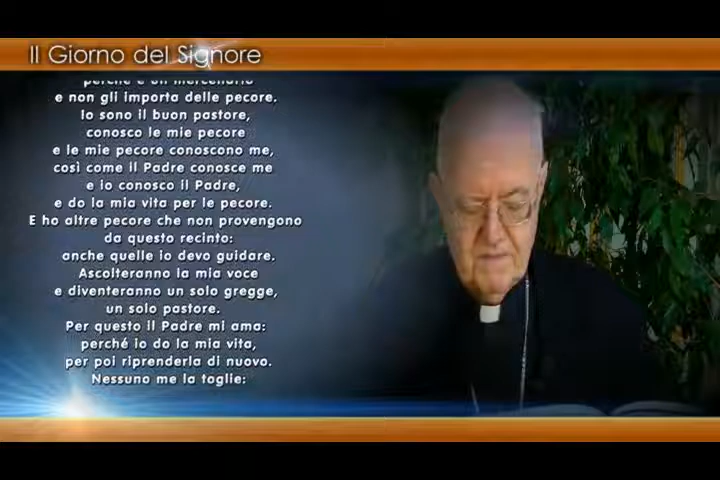 Il Giorno del Signore
perché è un mercenario
e non gli importa delle pecore.
Io sono il buon pastore,
conosco le mie pecore
e le mie pecore conoscono me,
così come il Padre conosce me
e io conosco il Padre,
e do la mia vita per le pecore.
E ho altre pecore che non provengono
da questo recinto:
anche quelle io devo guidare.
Ascolteranno la mia voce
e diventeranno un solo gregge,
un solo pastore.
Per questo il Padre mi ama:
perché io do la mia vita,
per poi riprenderla di nuovo.
Nessuno me la toglie: